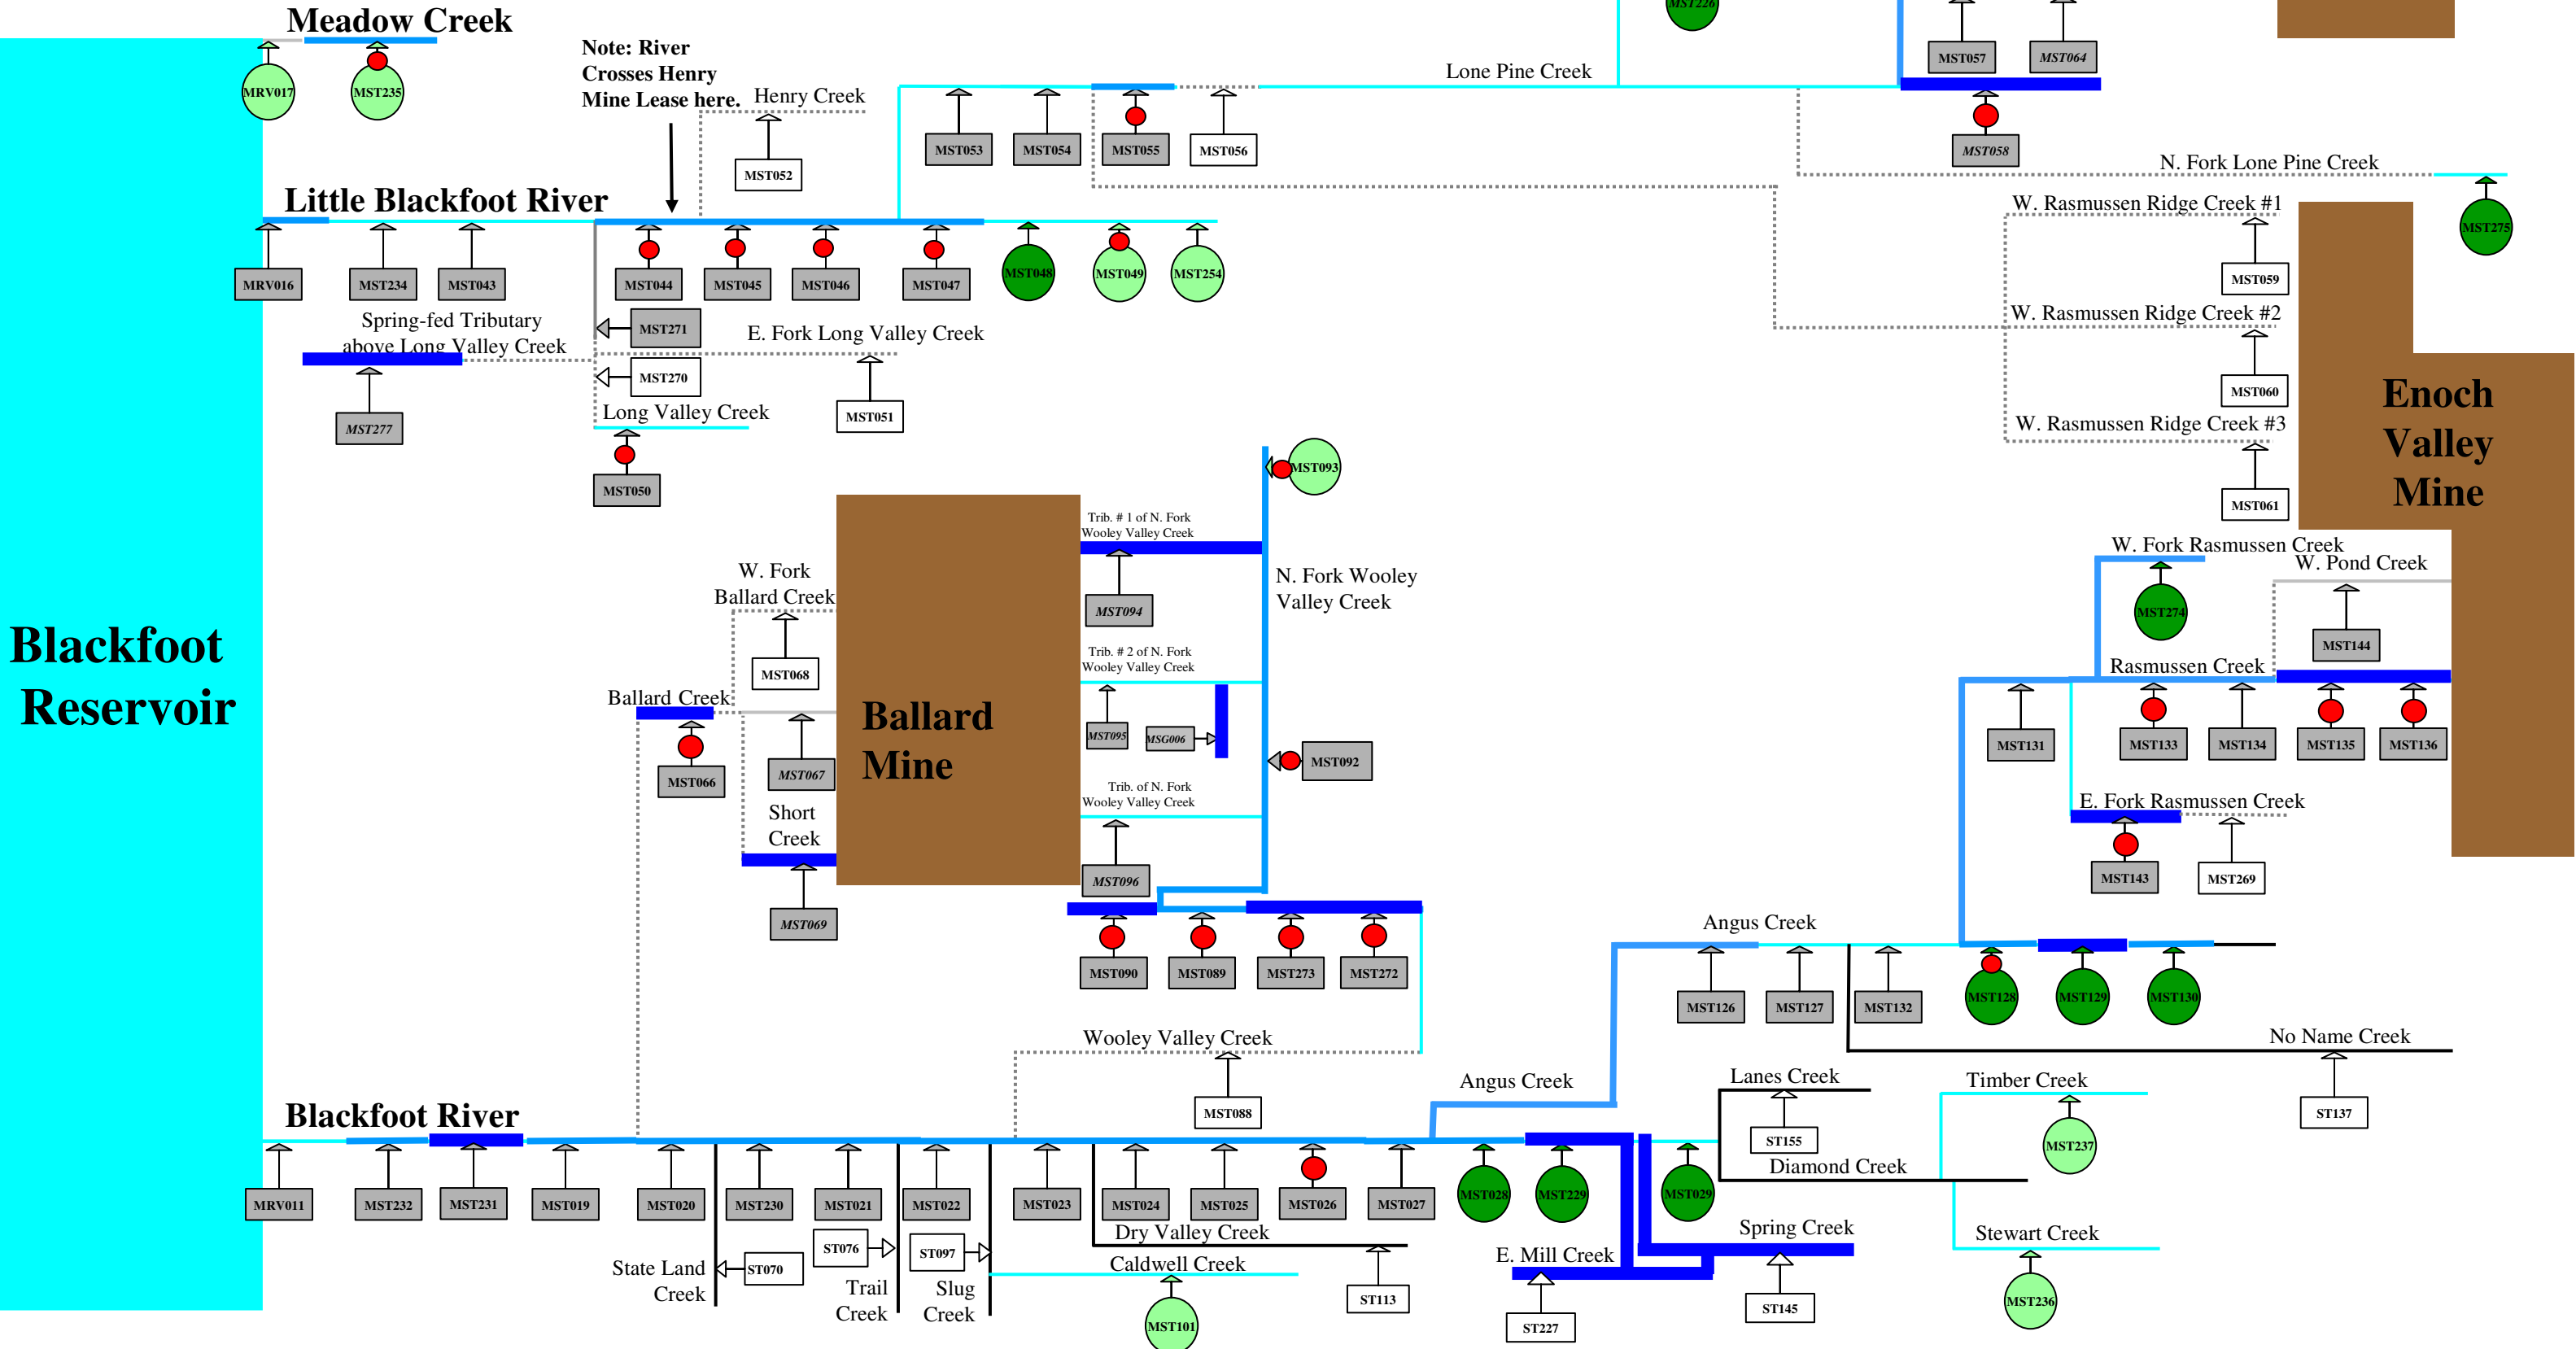 Meadow Creek
MST226
MRV017
MST235
Note: River
Crosses Henry
Mine Lease here.
Henry Creek
MST052
Lone Pine Creek
MST053
MST054
MST055
MST056
MST057
MST064
MST058
N. Fork Lone Pine Creek
MST275
Little Blackfoot River
MRV016
MST234
MST043
MST044
MST045
MST046
MST047
MST048
MST049
MST254
W. Rasmussen Ridge Creek #1
MST059
W. Rasmussen Ridge Creek #2
MST060
W. Rasmussen Ridge Creek #3
MST061
Enoch
Valley
Mine
Spring-fed Tributary
above Long Valley Creek
MST277
MST271
E. Fork Long Valley Creek
MST270
MST051
Long Valley Creek
MST050
MST093
Trib. # 1 of N. Fork
Wooley Valley Creek
MST094
N. Fork Wooley
Valley Creek
Trib. # 2 of N. Fork
Wooley Valley Creek
MST095
MSG006
MST092
Trib. of N. Fork
Wooley Valley Creek
MST096
W. Fork
Ballard Creek
MST068
Ballard Creek
MST066
MST067
Short
Creek
MST069
Ballard
Mine
Blackfoot
Reservoir
W. Fork Rasmussen Creek
W. Pond Creek
MST274
MST144
Rasmussen Creek
MST131
MST133
MST134
MST135
MST136
E. Fork Rasmussen Creek
MST143
MST269
MST090
MST089
MST273
MST272
Angus Creek
MST126
MST127
MST132
MST128
MST129
MST130
No Name Creek
ST137
Wooley Valley Creek
MST088
Angus Creek
Lanes Creek
ST155
Timber Creek
MST237
Diamond Creek
Stewart Creek
MST236
Blackfoot River
MRV011
MST232
MST231
MST019
MST020
MST230
MST021
MST022
MST023
MST024
MST025
MST026
MST027
MST028
MST229
MST029
State Land
Creek
ST070
ST076
Trail
Creek
ST097
Slug
Creek
Dry Valley Creek
ST113
Caldwell Creek
MST101
E. Mill Creek
ST227
Spring Creek
ST145